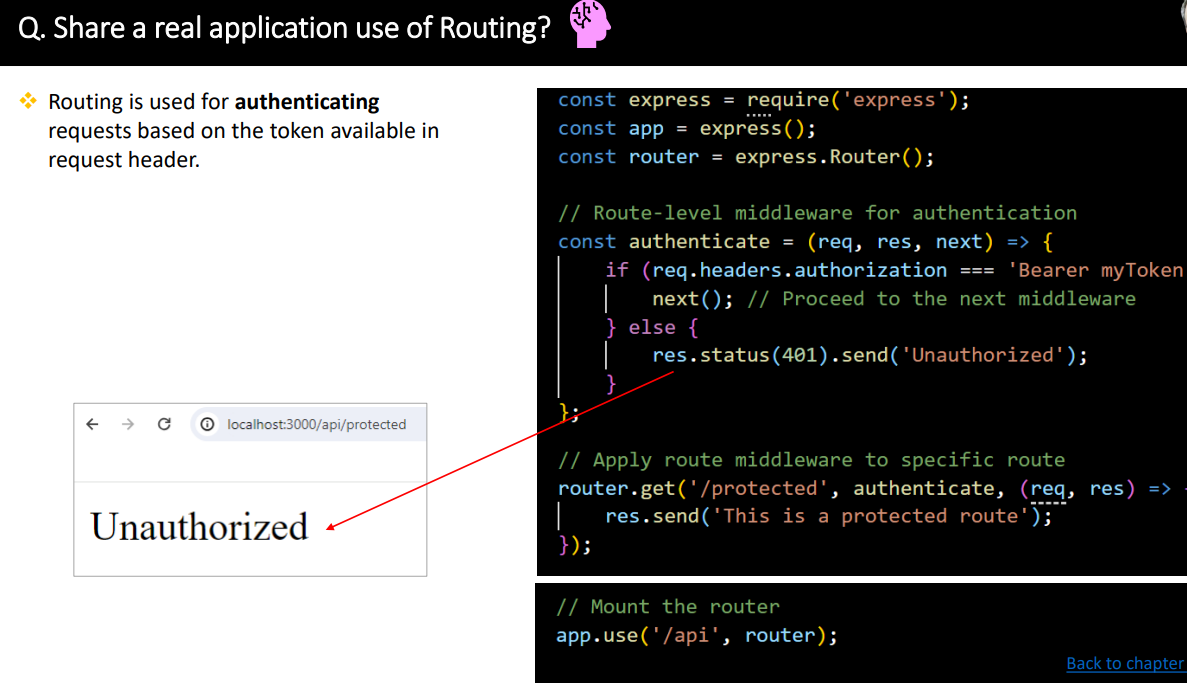 Q. Share a real application use of Routing?
Routing is used for authenticating
requests based on the token available in
request header.
const express = require('express');
const app = express();
const router = express.Router();
// Route-level middleware for authentication
const authenticate = (req, res, next) => {
if (req.headers.authorization === 'Bearer myToken
next(); // Proceed to the next middleware
} else {
res.status(401).send('Unauthorized');
}
};
// Apply route middleware to specific route
router.get('/protected', authenticate, (req, res) =>
res.send('This is a protected route');
});
localhost:3000/api/protected
Unauthorized
// Mount the router
app.use('/api', router);
Back to chapter